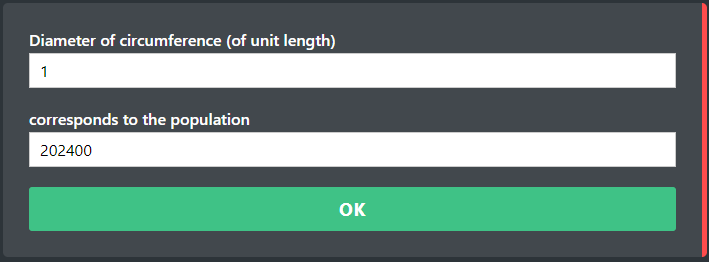 Diameter of circumference (of unit length)
1
corresponds to the population
202400
OK